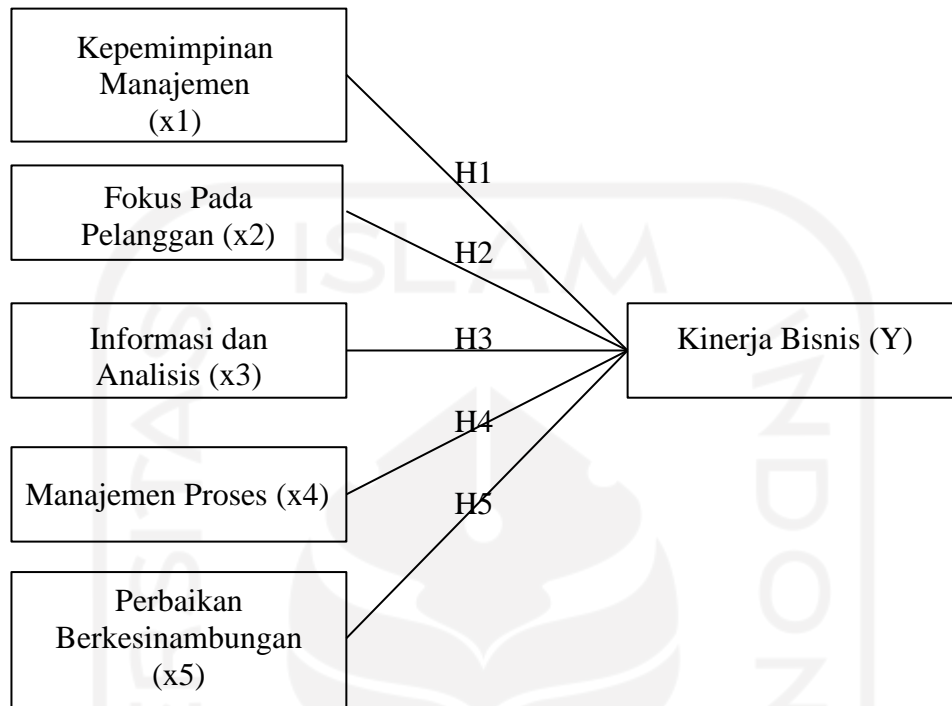 Kepemimpinan
Manajemen
(x1)
H1
Fokus Pada
Pelanggan (x2)
H2
Informasi dan
Analisis (x3)
H3
Kinerja Bisnis (Y)
H4
Manajemen Proses (x4)
H5
Perbaikan
Berkesinambungan
(x5)
ISLAM